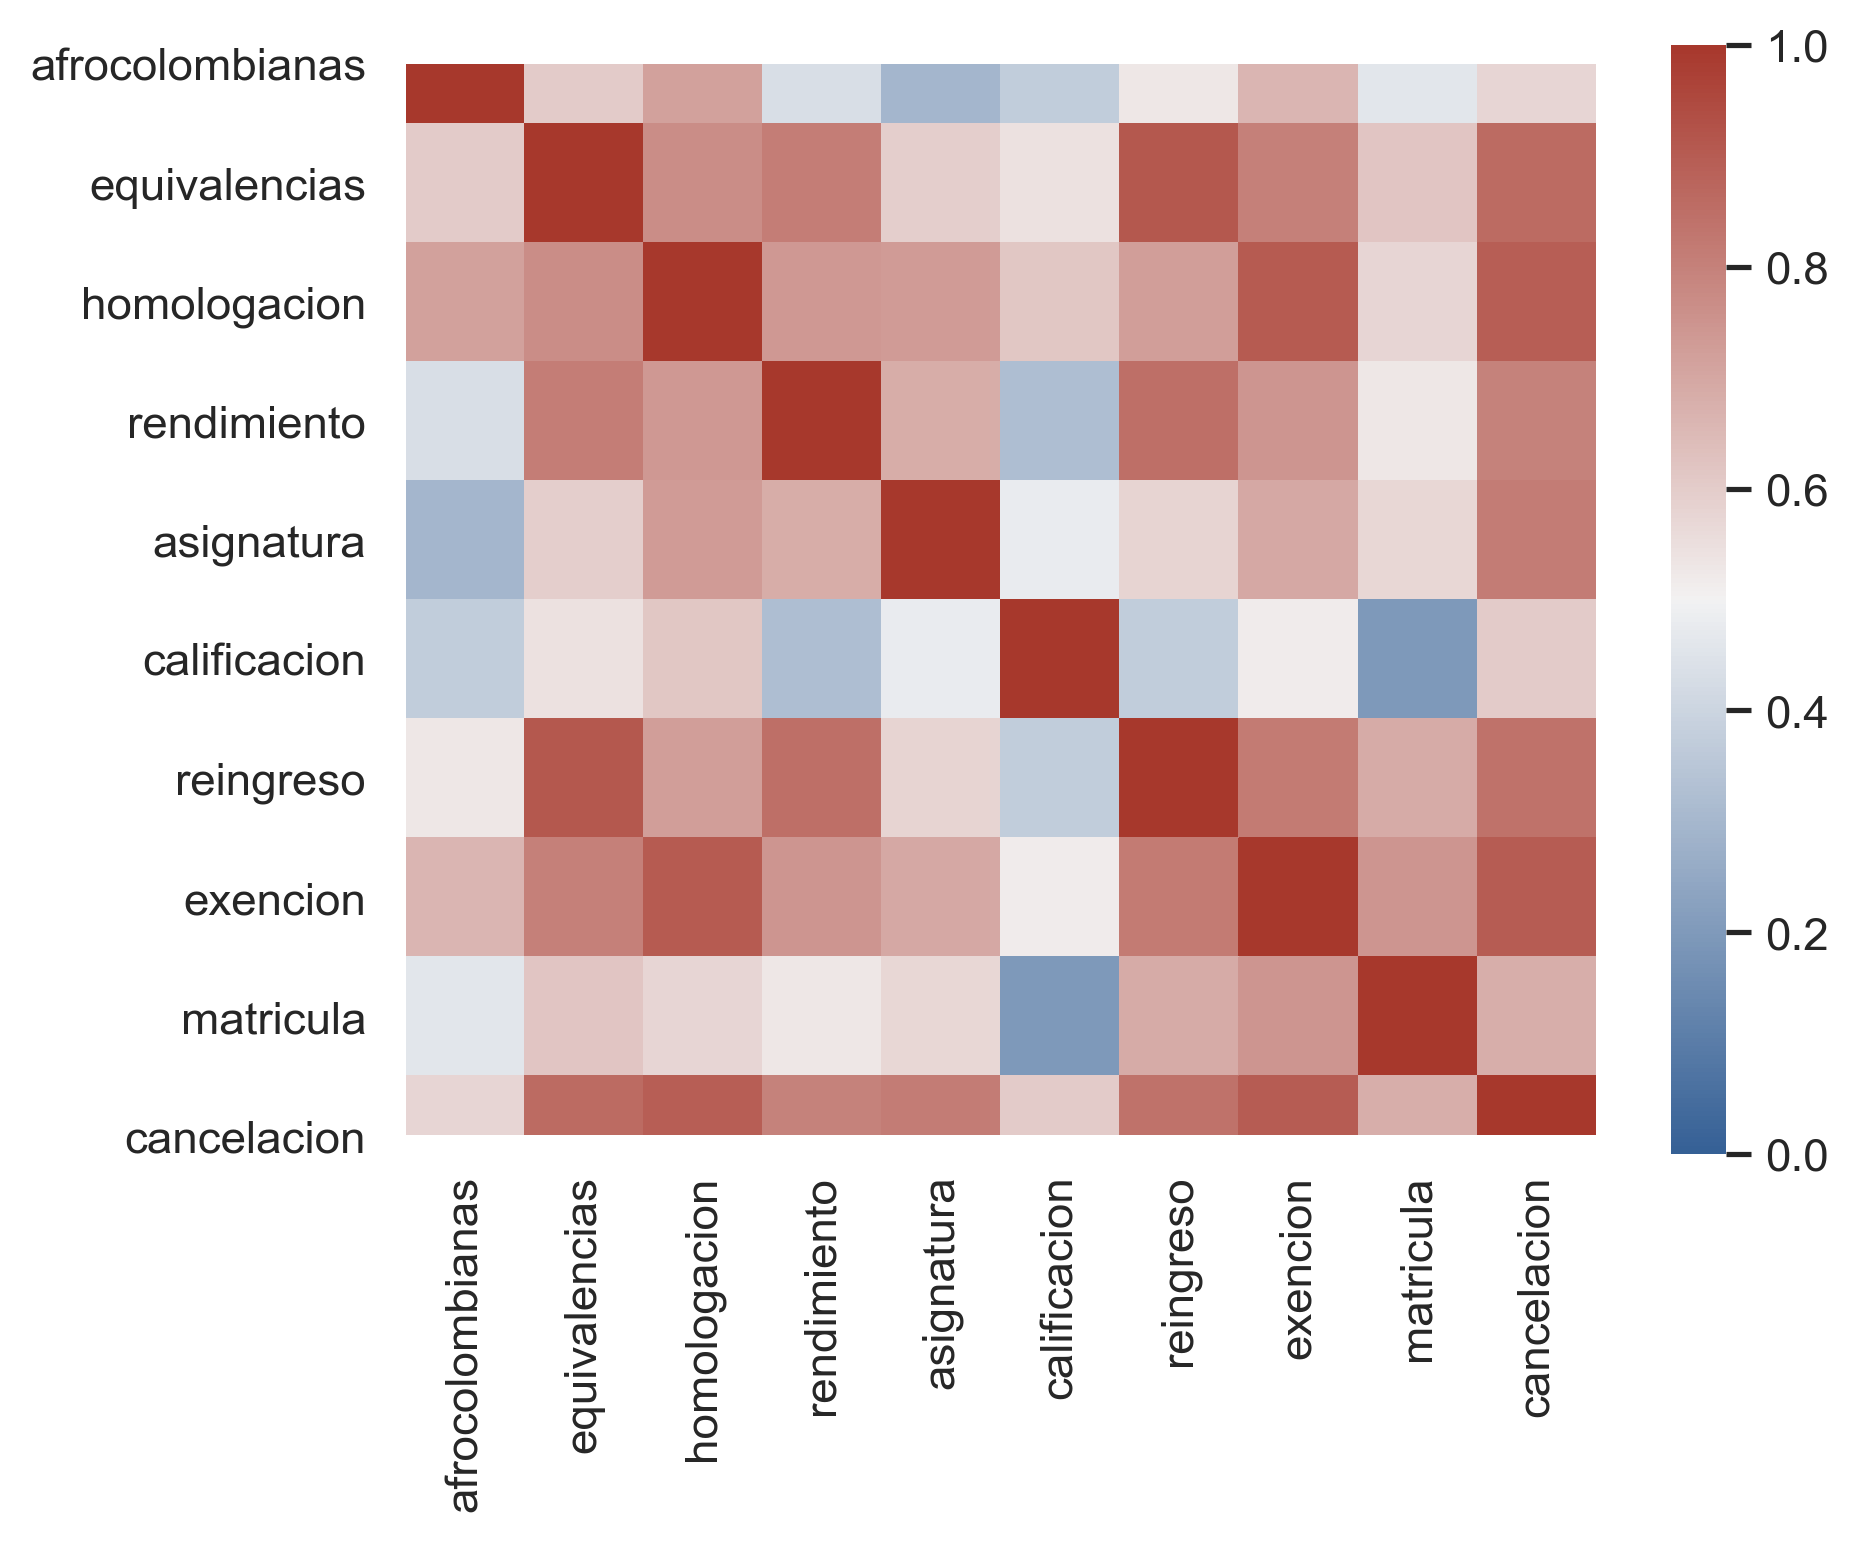 afrocolombianas
equivalencias
homologacion
rendimiento
asignatura
calificacion
reingreso
exencion
matricula
cancelacion
afrocolombianas
equivalencias
homologacion
rendimiento
asignatura
calificacion
reingreso
exencion
matricula
cancelacion
1.0
0.8
0.6
0.4
0.2
0.0